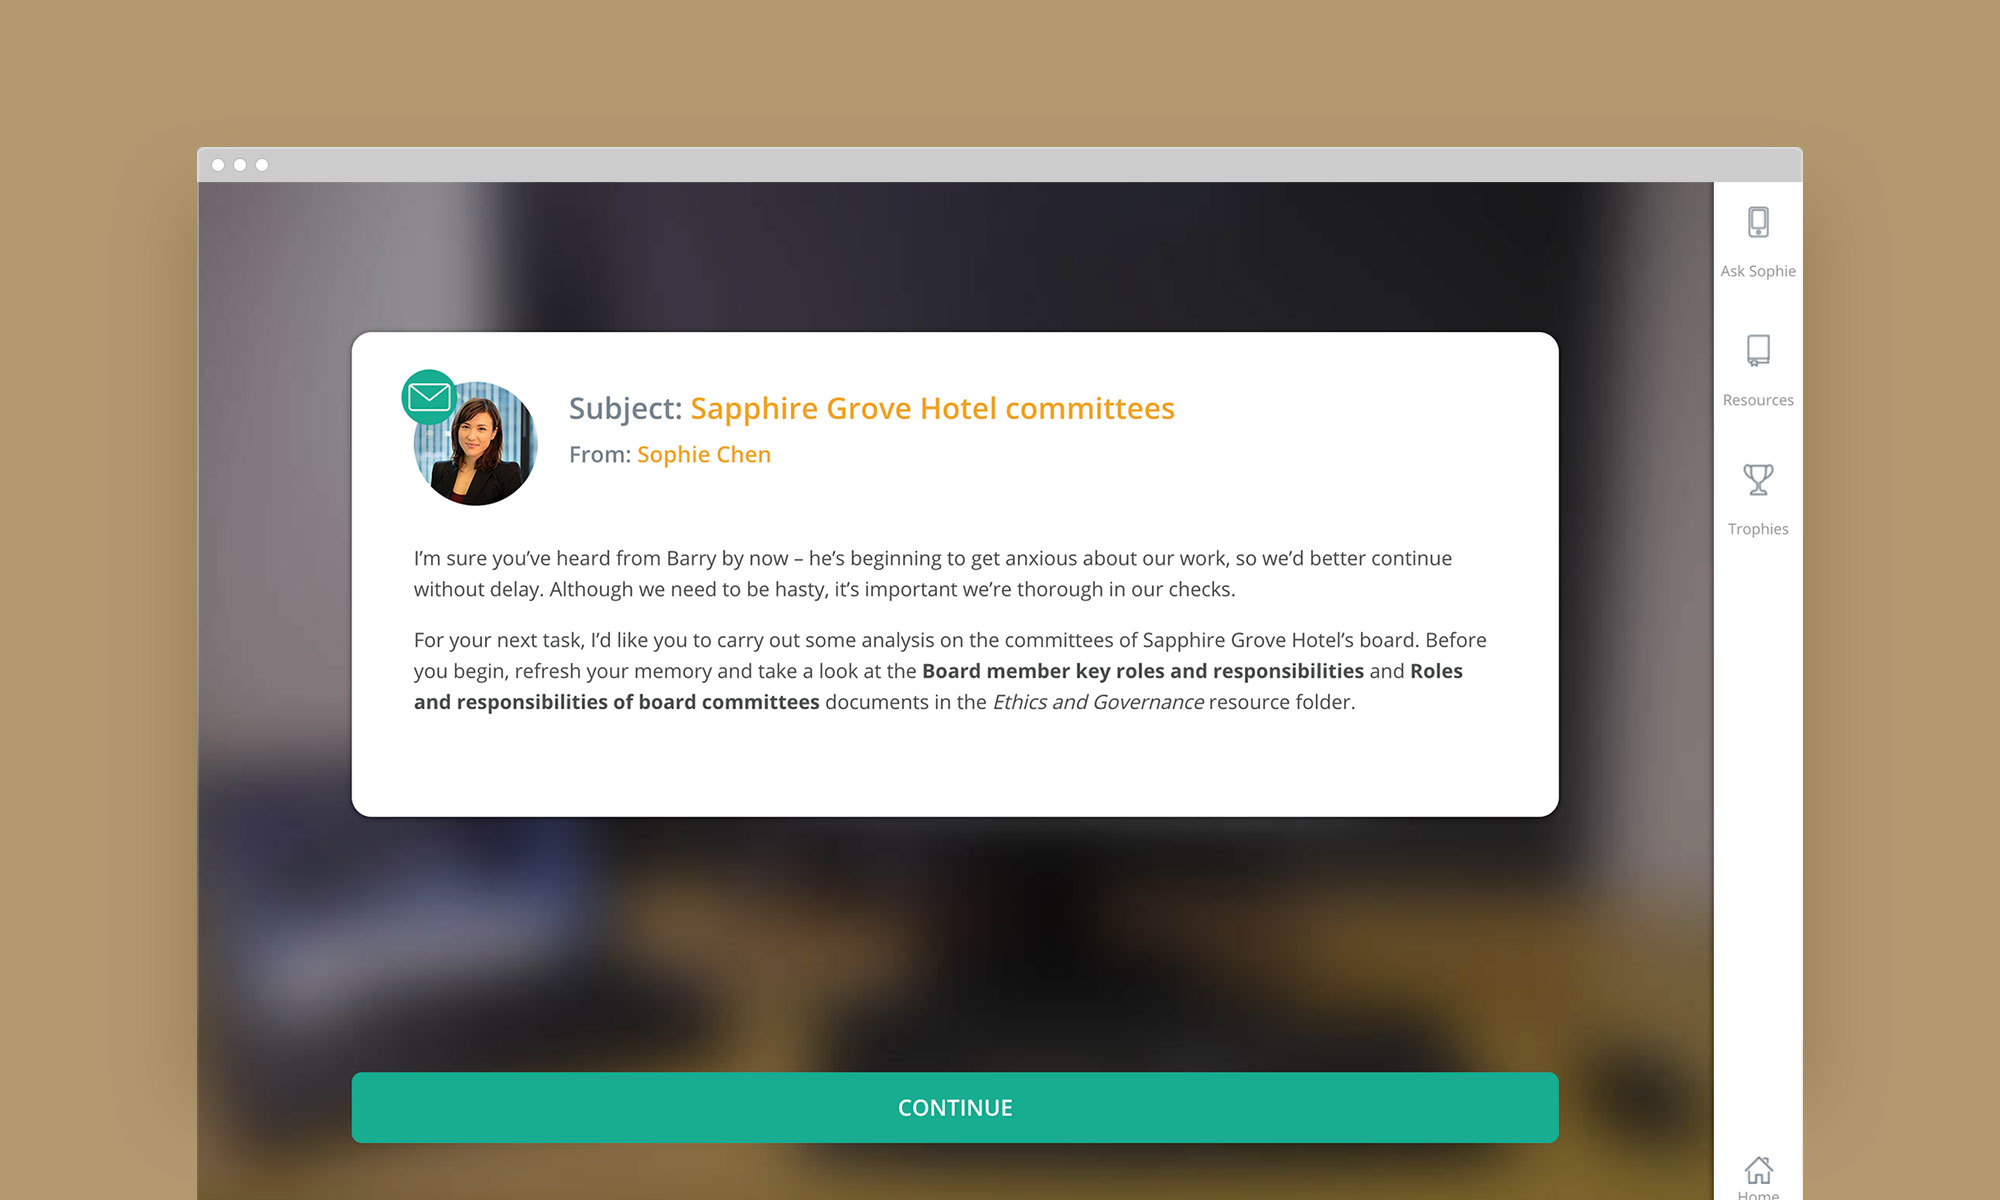 Ask Sophie
Subject: Sapphire Grove Hotel committees
Resources
From: Sophie Chen
Trophies
I’m sure you’ve heard from Barry by now – he’s beginning to get anxious about our work, so we’d better continue
without delay. Although we need to be hasty, it’s important we’re thorough in our checks.
For your next task, I’d like you to carry out some analysis on the committees of Sapphire Grove Hotel’s board. Before
you begin, refresh your memory and take a look at the Board member key roles and responsibilities and Roles
and responsibilities of board committees documents in the Ethics and Governance resource folder.
CONTINUE
Home